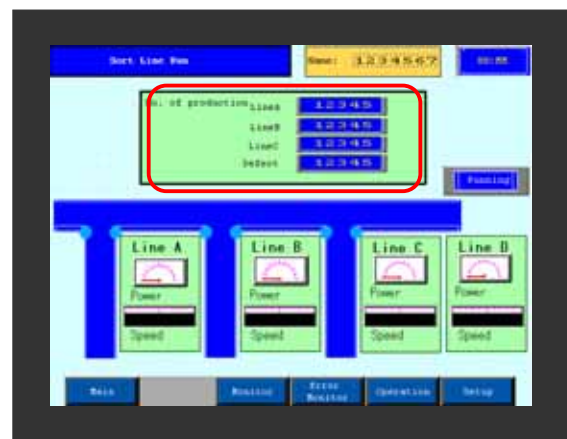 Sort Line Run
Name: 1234567
No. of production
LineA 12345
LineB 12345
LineC 12345
Defect 12345
Running
Line A
Power
Speed
Line B
Power
Speed
Line C
Power
Speed
Line D
Power
Speed
Main
Monitor
Error Monitor
Operation
Setup